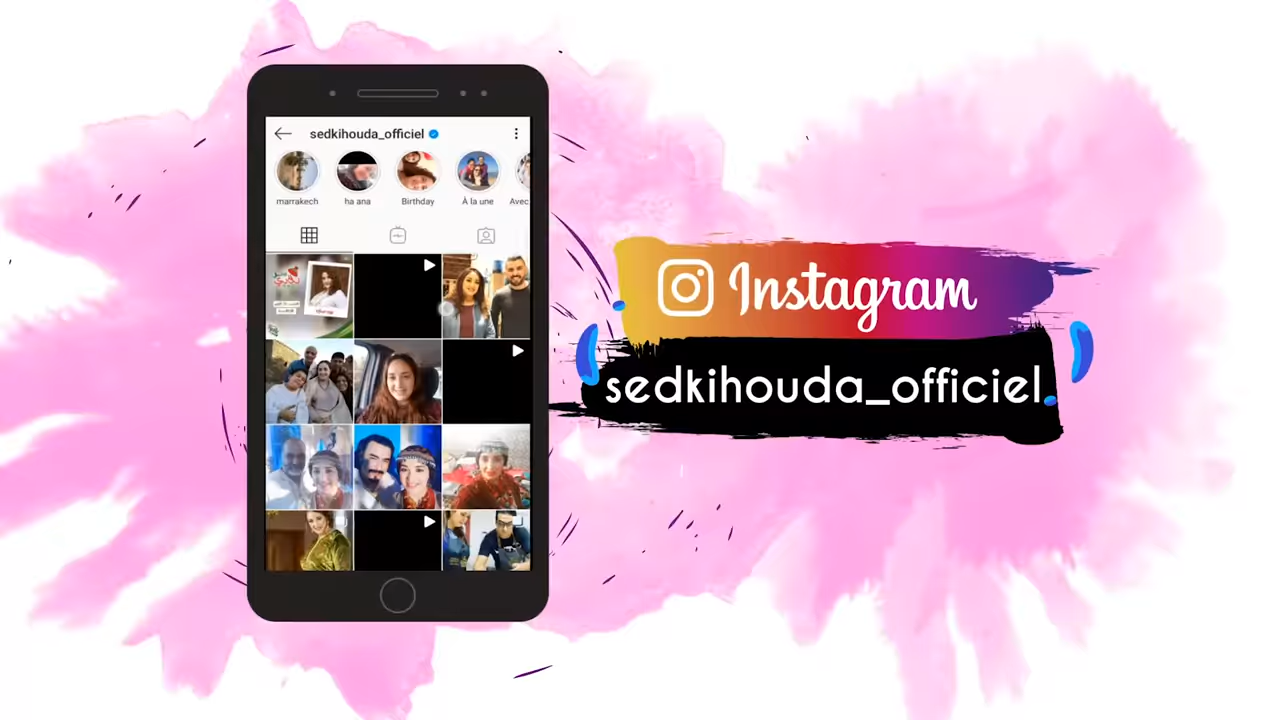 sedkihouda_officiel
marrakech
ha ana
Birthday
À la une
Avec
Instagram
sedkihouda_officiel